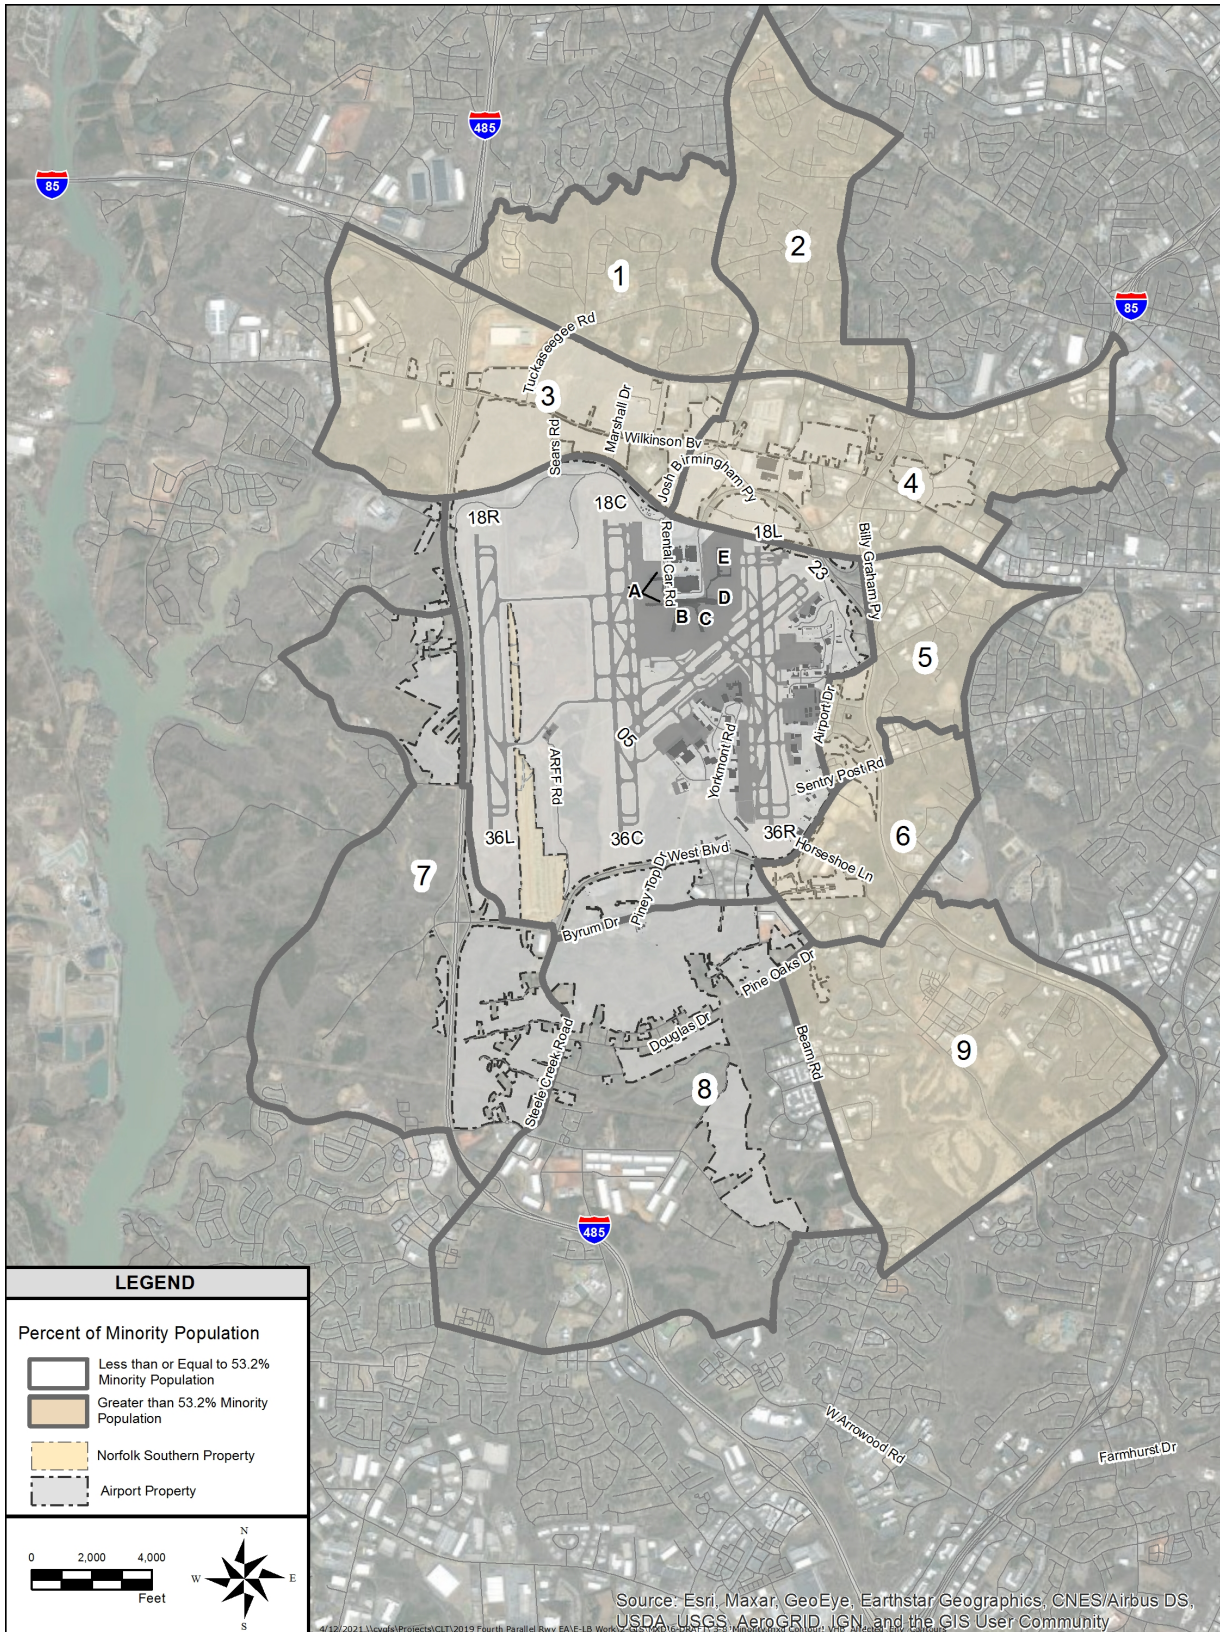 485
85
2
1
85
Tuckaseegee Rd
3
Marshall Dr
Sears Rd
Wilkinson Bv
Josh Birmingham Py
4
18R
18C
18L
Rental Car Rd
E
23
Billy Graham Py
A
D
B
C
5
05
ARFF Rd
Yorkmont Rd
Airport Dr
Sentry Post Rd
36L
36C
36R
6
West Blvd
Horseshoe Ln
7
Piney Top Dr
Byrum Dr
Pine Oaks Dr
Douglas Dr
Beam Rd
9
Steele Creek Road
8
485
W Arrowood Rd
Farmhurst Dr
LEGEND
Percent of Minority Population
Less than or Equal to 53.2%
Minority Population
Greater than 53.2% Minority
Population
Norfolk Southern Property
Airport Property
0 2,000 4,000
Feet
N
W E
S
Source: Esri, Maxar, GeoEye, Earthstar Geographics, CNES/Airbus DS,
USDA, USGS, AeroGRID, IGN, and the GIS User Community
4/12/2021